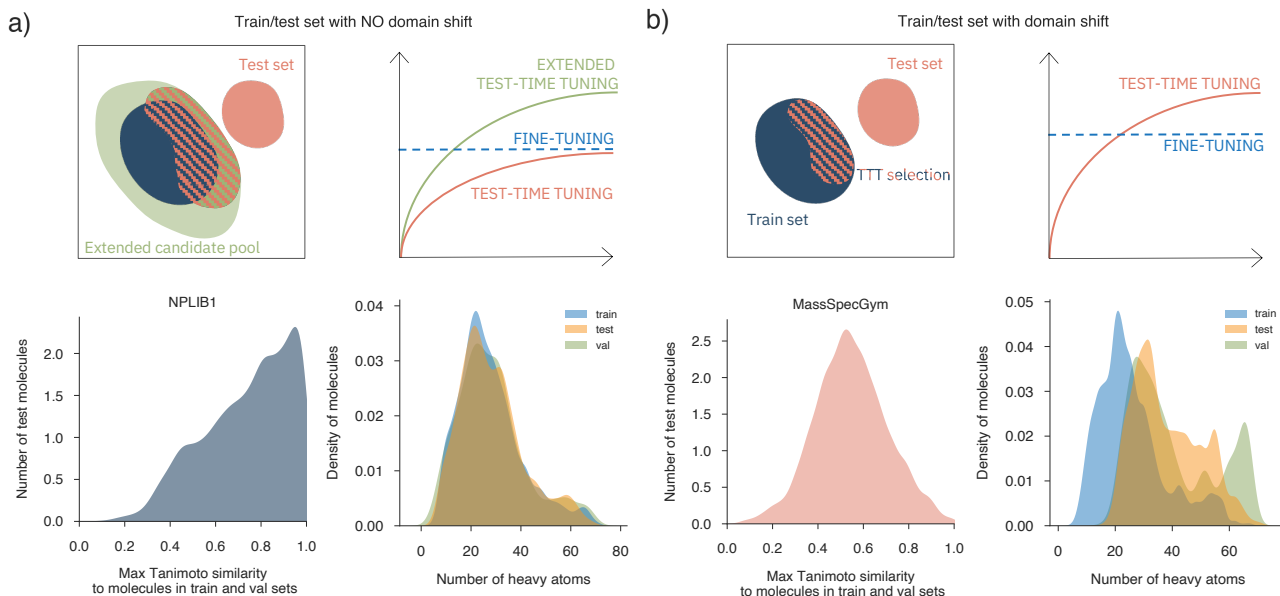 a)
Train/test set with NO domain shift
Test set
Extended candidate pool
EXTENDED
TEST-TIME TUNING
FINE-TUNING
TEST-TIME TUNING
NPLIB1
Number of test molecules
2.0
1.0
0.5
0.0
0.0
0.2
0.4
0.6
0.8
1.0
Max Tanimoto similarity
to molecules in train and val sets
Density of molecules
0.04
0.03
0.01
0.00
0
20
40
60
80
Number of heavy atoms
train
test
val
b)
Train/test set with domain shift
Test set
TTT selection
Train set
TEST-TIME TUNING
FINE-TUNING
MassSpecGym
Number of test molecules
2.5
2.0
1.5
1.0
0.5
0.0
0.0
0.2
0.4
0.6
0.8
1.0
Max Tanimoto similarity
to molecules in train and val sets
Density of molecules
0.05
0.04
0.03
0.02
0.01
0.00
0
20
40
60
Number of heavy atoms
train
test
val